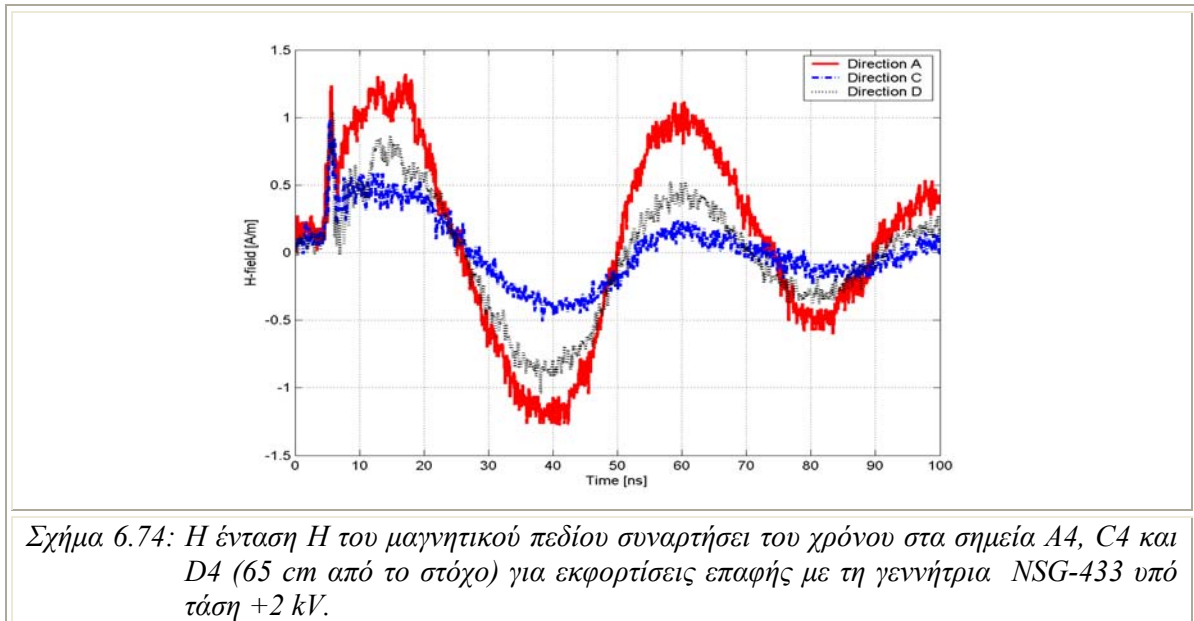 1.5
Direction A
Direction C
Direction D
1
0.5
0
-0.5
-1
-1.5
H-field [A/m]
0 10 20 30 40 50 60 70 80 90 100
Time [ns]
Σχήμα 6.74: Η ένταση Η του μαγνητικού πεδίου συναρτήσει του χρόνου στα σημεία Α4, C4 και
D4 (65 cm από το στόχο) για εκφορτίσεις επαφής με τη γεννήτρια NSG-433 υπό
τάση +2 kV.